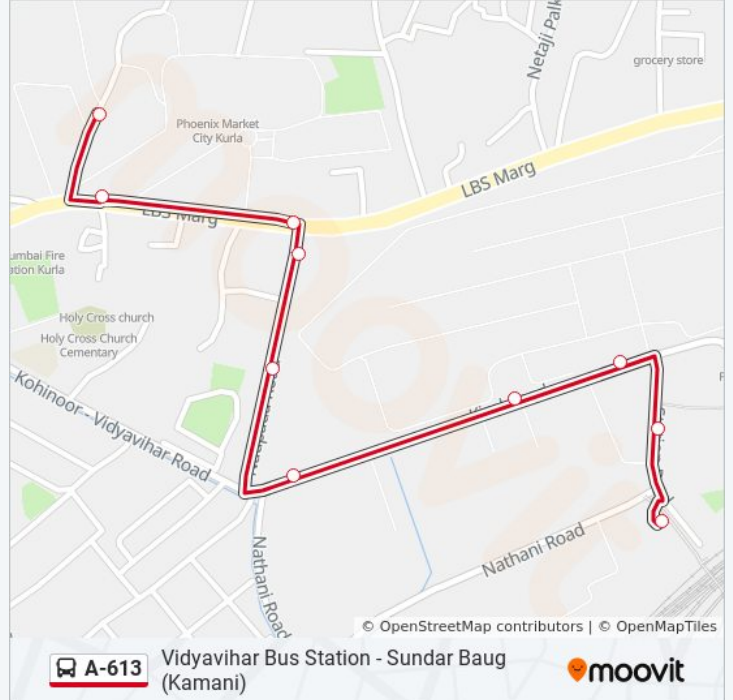 Netaji Palk
grocery store
Phoenix Market
City Kurla
LBS Marg
LBS Marg
umbai Fire
ation Kurla
Holy Cross church
Holy Cross Church
Cementary
Kohinoor - Vidyavihar Road
Road
Nathani Road
Nathani Road
moovit
© OpenStreetMap contributors | © OpenMapTiles
A-613
Vidyavihar Bus Station - Sundar Baug
(Kamani)
moovit